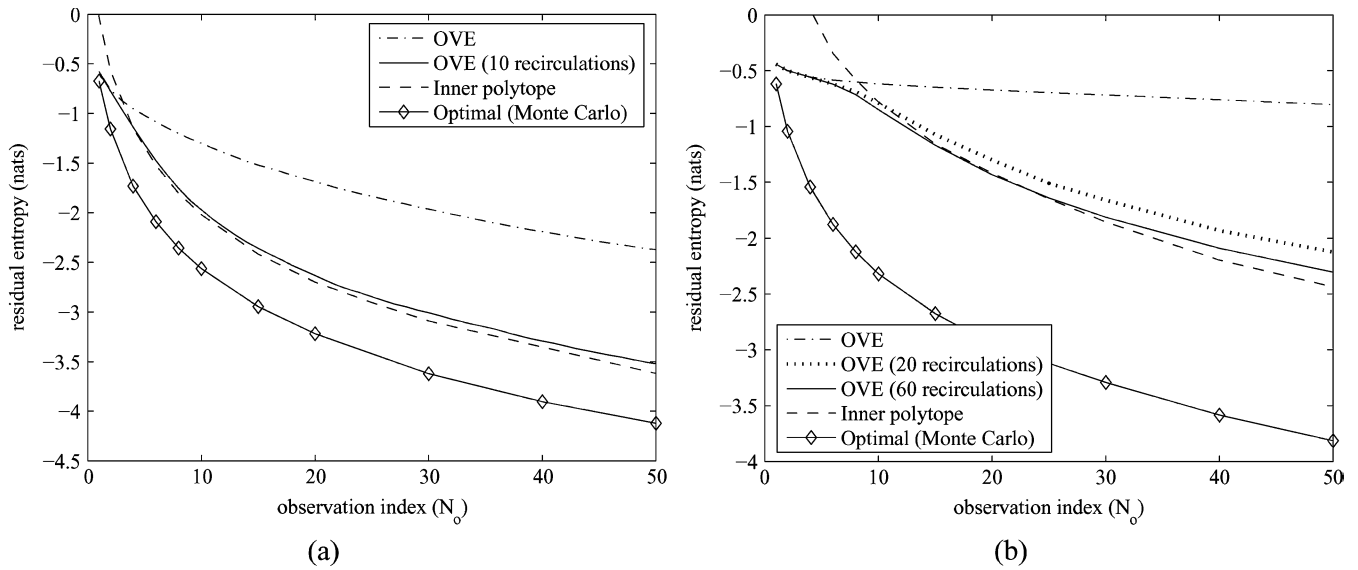 0
−0.5
−1
−1.5
−2
−2.5
−3
−3.5
−4
−4.5
residual entropy (nats)
0 10 20 30 40 50
observation index (No)
OVE
OVE (10 recirculations)
Inner polytope
Optimal (Monte Carlo)
(a)
0
−0.5
−1
−1.5
−2
−2.5
−3
−3.5
−4
residual entropy (nats)
0 10 20 30 40 50
observation index (No)
OVE
OVE (20 recirculations)
OVE (60 recirculations)
Inner polytope
Optimal (Monte Carlo)
(b)